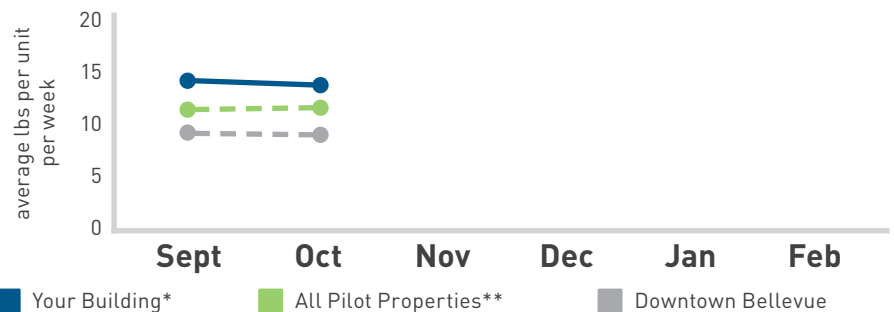 average lbs per unit
per week
20
15
10
5
0
Sept Oct Nov Dec Jan Feb
Your Building* All Pilot Properties** Downtown Bellevue